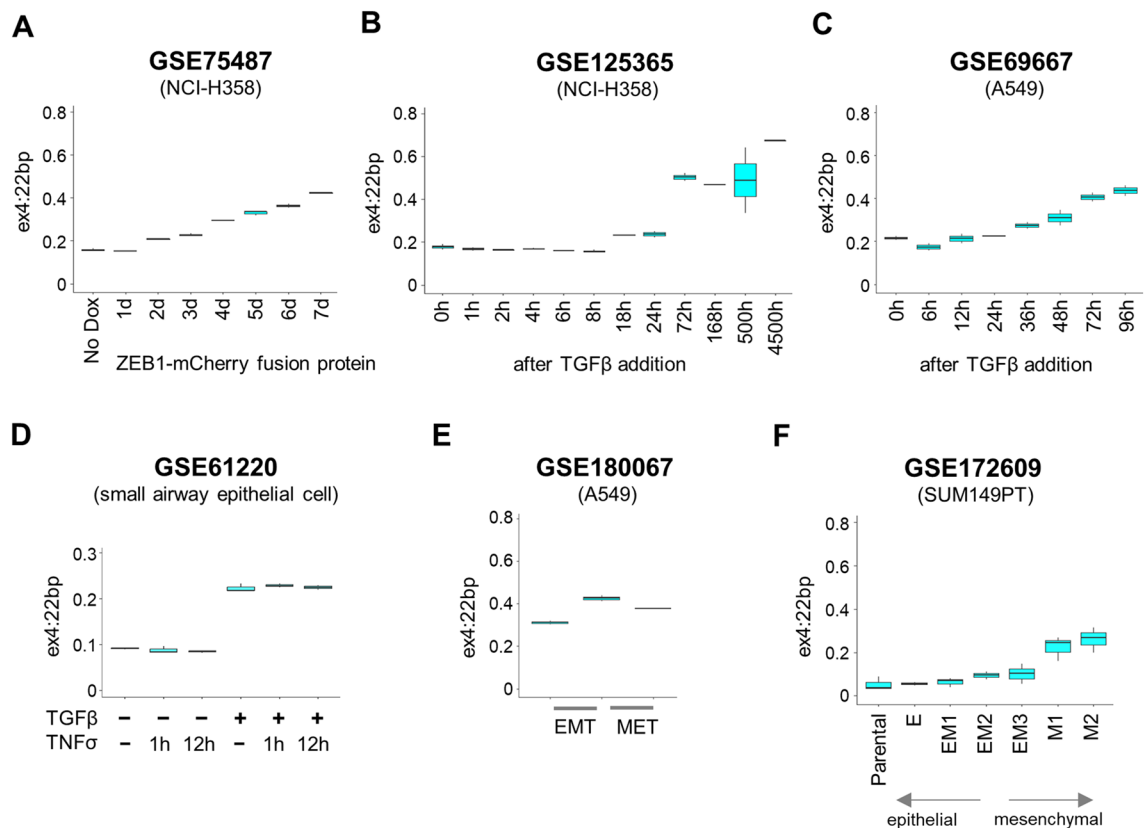 A
GSE75487
(NCI-H358)
ex4:22bp
0.8
0.6
0.4
0.2
0
No Dox
1d
2d
3d
4d
5d
6d
7d
ZEB1-mCherry fusion protein
B
GSE125365
(NCI-H358)
ex4:22bp
0.8
0.6
0.4
0.2
0
0h
1h
2h
4h
6h
8h
18h
24h
72h
168h
500h
4500h
after TGFβ addition
C
GSE69667
(A549)
ex4:22bp
0.8
0.6
0.4
0.2
0
0h
6h
12h
24h
36h
48h
72h
96h
after TGFβ addition
D
GSE61220
(small airway epithelial cell)
ex4:22bp
0.3
0.2
0.1
0
TGFβ – – – + + +
TNFσ – 1h 12h – 1h 12h
E
GSE180067
(A549)
ex4:22bp
0.8
0.6
0.4
0.2
0
EMT MET
F
GSE172609
(SUM149PT)
ex4:22bp
0.8
0.6
0.4
0.2
0
Parental
E
EM1
EM2
EM3
M1
M2
epithelial mesenchymal